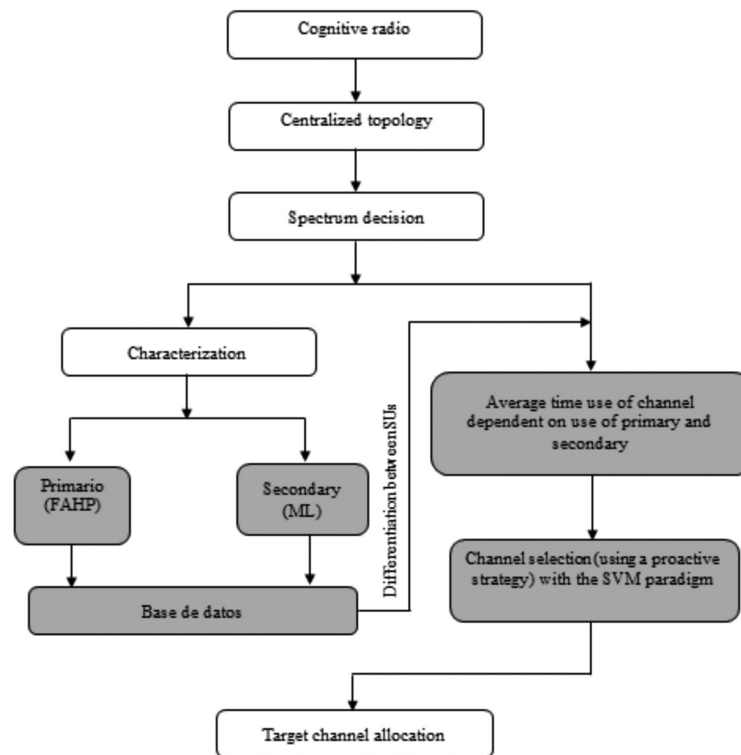 Cognitive radio
Centralized topology
Spectrum decision
Characterization
Primario
(FAHP)
Secondary
(ML)
Base de datos
Differentiation between SUs
Average time use of channel
dependent on use of primary and
secondary
Channel selection (using a proactive
strategy) with the SVM paradigm
Target channel allocation